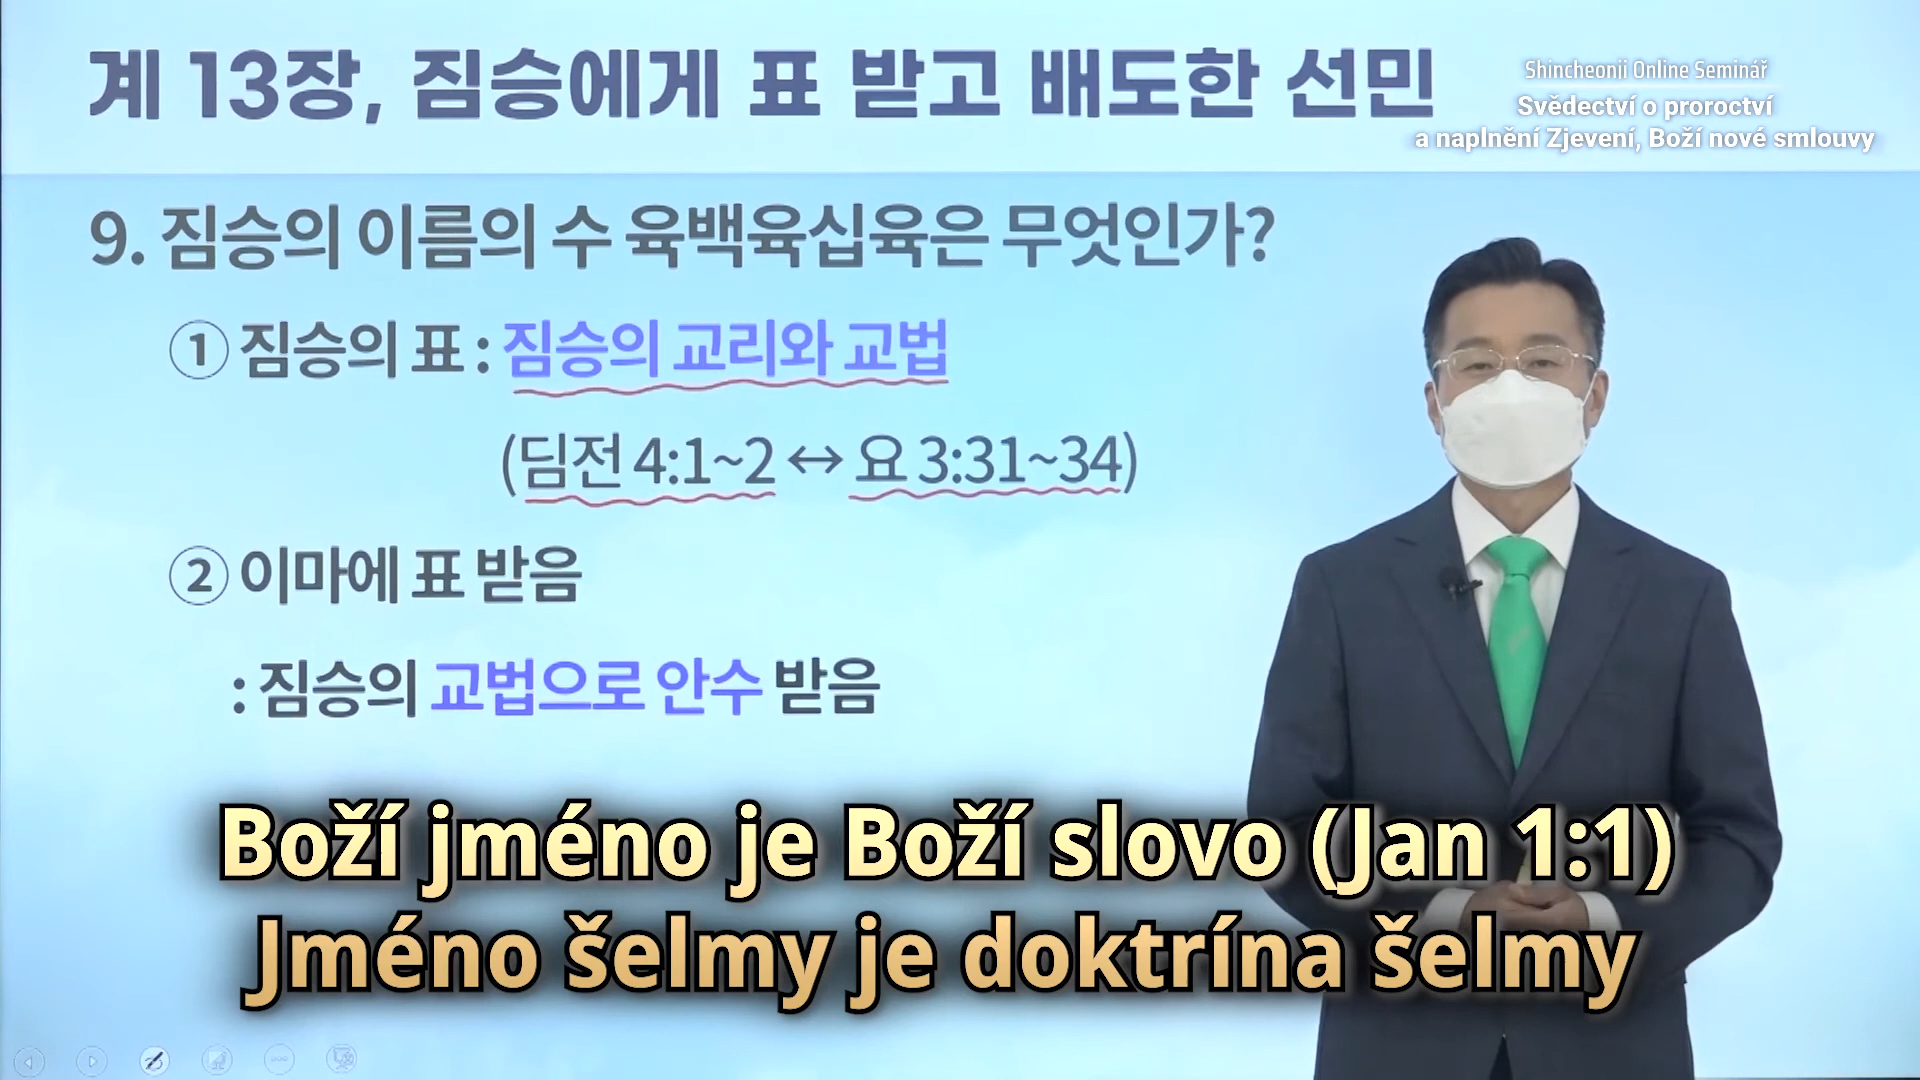 계 13장, 짐승에게 표 받고 배도한 선민
Shincheonji Online Seminář
Svědectví o proroctví
a naplnění Zjevení, Boží nové smlouvy
9. 짐승의 이름의 수 육백육십육은 무엇인가?
① 짐승의 표 : 짐승의 교리와 교법
(딤전 4:1~2 ↔ 요 3:31~34)
② 이마에 표 받음
: 짐승의 교법으로 안수 받음
Boží jméno je Boží slovo (Jan 1:1)
Jméno šelmy je doktrína šelmy